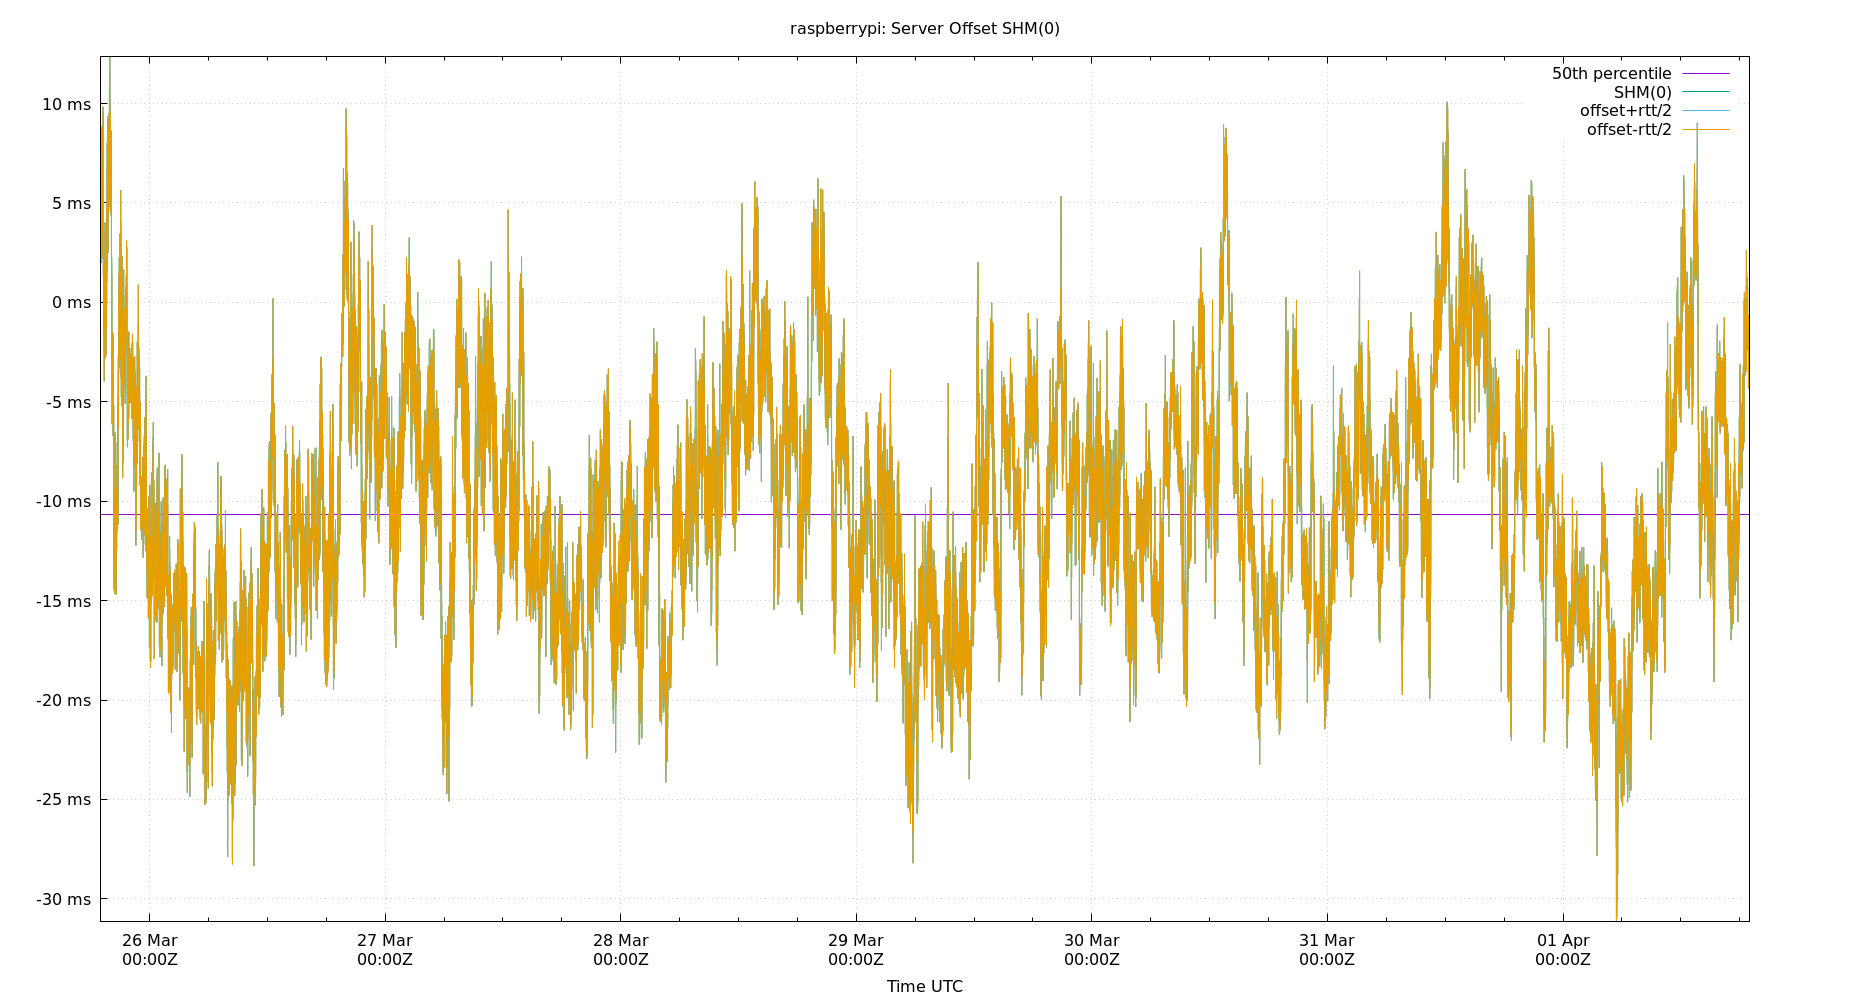 raspberrypi: Server Offset SHM(0)
50th percentile
SHM(0)
offset+rtt/2
offset-rtt/2
10 ms
5 ms
0 ms
-5 ms
-10 ms
-15 ms
-20 ms
-25 ms
-30 ms
26 Mar 27 Mar 28 Mar 29 Mar 30 Mar 31 Mar 01 Apr
00:00Z 00:00Z 00:00Z 00:00Z 00:00Z 00:00Z 00:00Z
Time UTC